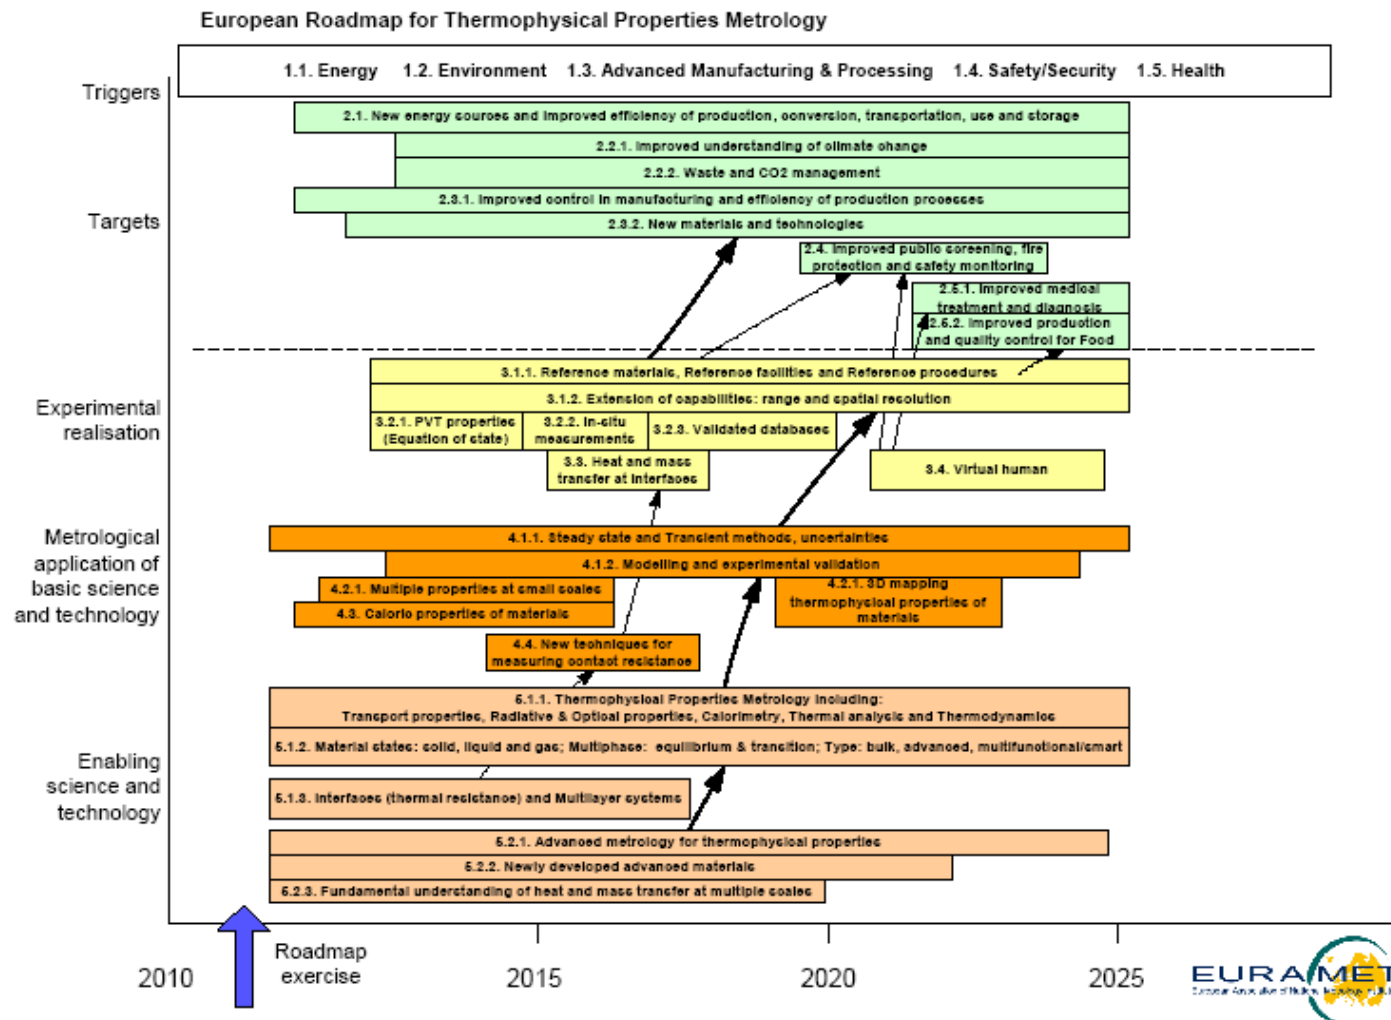 European Roadmap for Thermophysical Properties Metrology
1.1. Energy 1.2. Environment 1.3. Advanced Manufacturing & Processing 1.4. Safety/Security 1.5. Health
Triggers
2.1. New energy sources and improved efficiency of production, conversion, transportation, use and storage
2.2.1. Improved understanding of climate change
2.2.2. Waste and CO2 management
2.3.1. Improved control in manufacturing and efficiency of production processes
Targets
2.3.2. New materials and technologies
2.4. Improved public screening, fire
protection and safety monitoring
2.5.1. Improved medical
treatment and diagnosis
2.5.2. Improved production
and quality control for Food
3.1.1. Reference materials, Reference facilities and Reference procedures
3.1.2. Extension of capabilities: range and spatial resolution
Experimental
realisation
3.2.1. PVT properties
(Equation of state)
3.2.2. In-situ
measurements
3.2.3. Validated databases
3.3. Heat and mass
transfer at interfaces
3.4. Virtual human
Metrological
application of
basic science
and technology
4.1.1. Steady state and Transient methods, uncertainties
4.1.2. Modelling and experimental validation
4.2.1. Multiple properties at small scales
4.2.1. 3D mapping
thermophysical properties of
materials
4.3. Caloric properties of materials
4.4. New techniques for
measuring contact resistance
5.1.1. Thermophysical Properties Metrology including:
Transport properties, Radiative & Optical properties, Calorimetry, Thermal analysis and Thermodynamics
5.1.2. Material states: solid, liquid and gas; Multiphase: equilibrium & transition; Type: bulk, advanced, multifunctional/smart
Enabling
science and
technology
5.1.3. Interfaces (thermal resistance) and Multilayer systems
5.2.1. Advanced metrology for thermophysical properties
5.2.2. Newly developed advanced materials
5.2.3. Fundamental understanding of heat and mass transfer at multiple scales
Roadmap
exercise
2010 2015 2020 2025
EURAMET
European Association of National Metrology